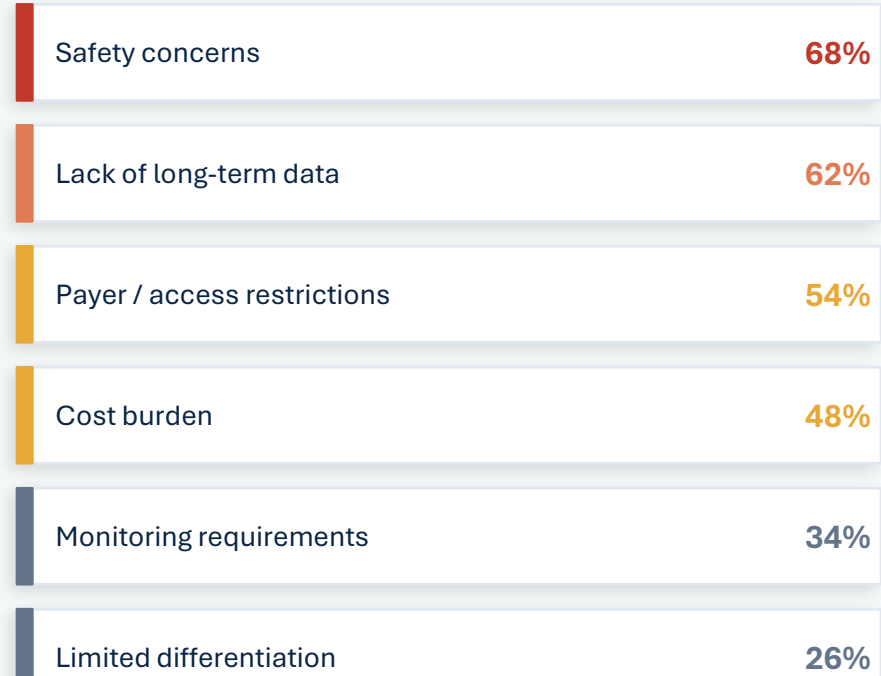 Safety concerns 68%
Lack of long-term data 62%
Payer / access restrictions 54%
Cost burden 48%
Monitoring requirements 34%
Limited differentiation 26%